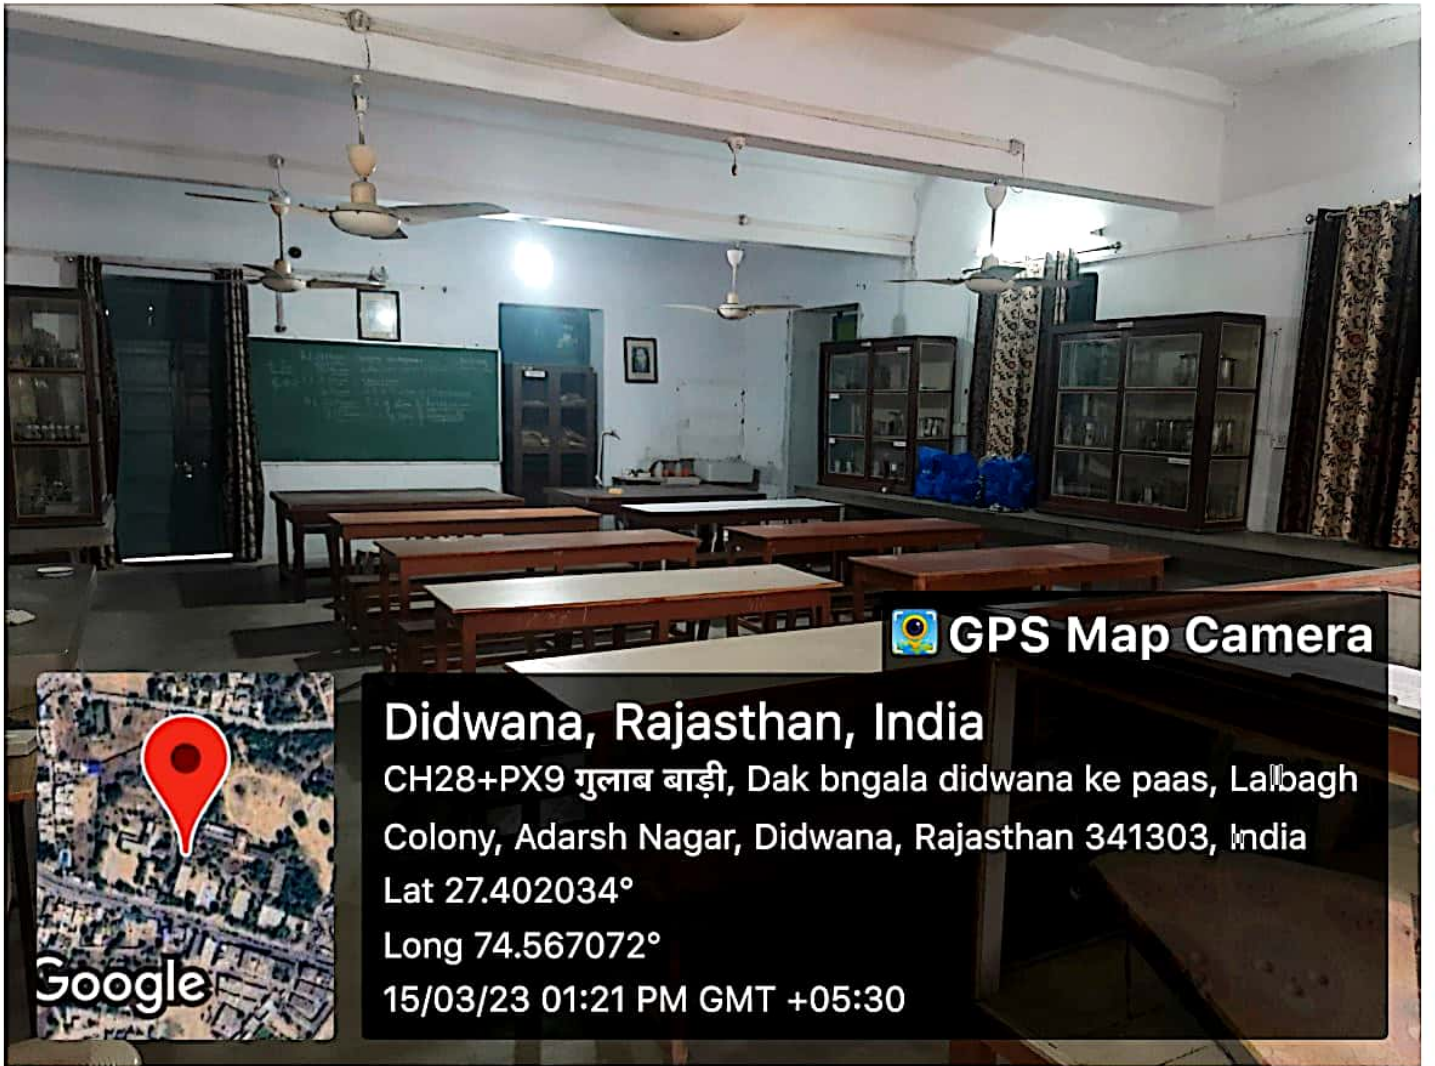 GPS Map Camera
Didwana, Rajasthan, India
CH28+PX9 गुलाब बाड़ी, Dak bngala didwana ke paas, Lalbagh
Colony, Adarsh Nagar, Didwana, Rajasthan 341303, India
Lat 27.402034°
Long 74.567072°
15/03/23 01:21 PM GMT +05:30
Google